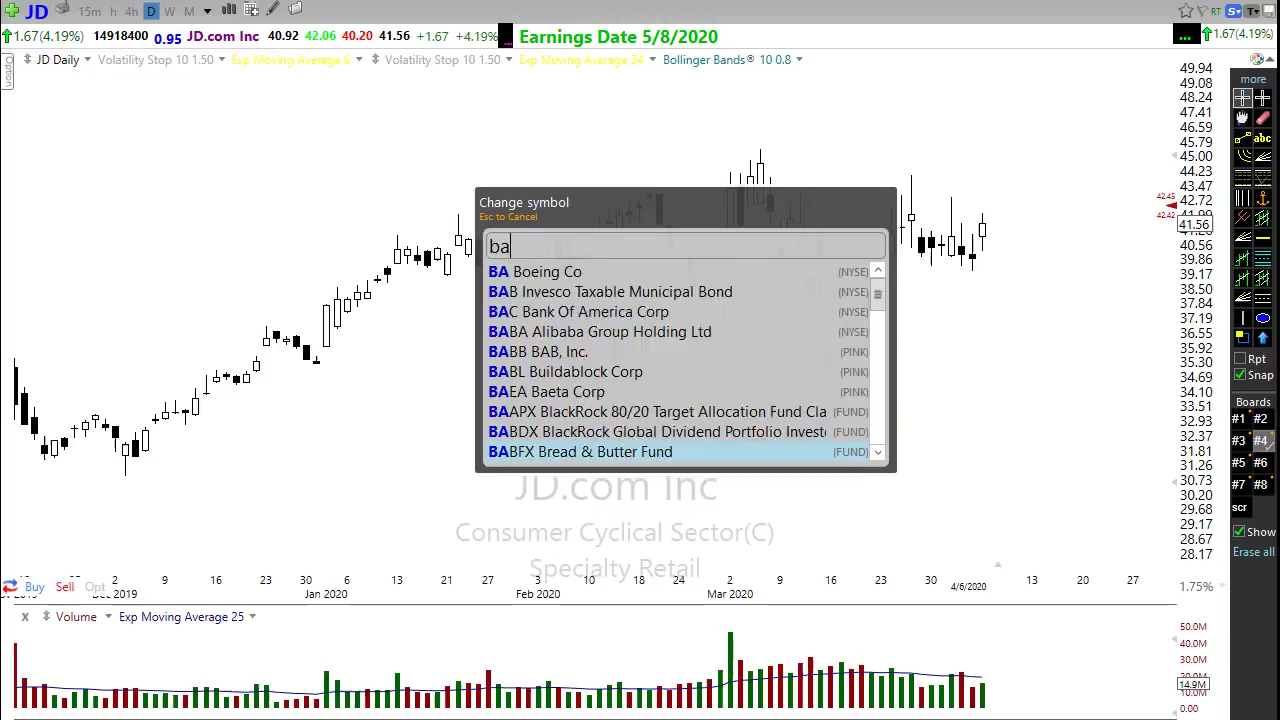 JD 15m h 4h D W M RT S T
1.67(4.19%) 14918400 0.95 JD.com Inc 40.92 42.06 40.20 41.56 +1.67 +4.19% ... Earnings Date 5/8/2020 ... 1.67(4.19%)
Option
JD Daily Volatility Stop 10 1.50 Exp Moving Average 8 Volatility Stop 10 1.50 Exp Moving Average 34 Bollinger Bands® 10 0.8
49.94
49.08
48.24
47.41
46.59
45.00
44.23
43.47
42.72
42.45
42.42
41.56
40.56
39.86
39.17
38.50
37.84
37.19
36.55
35.92
35.30
34.69
34.10
33.51
32.37
31.81
31.26
30.73
30.20
29.17
28.67
28.17
Change symbol
Esc to Cancel
ba
BA Boeing Co (NYSE)
BAB Invesco Taxable Municipal Bond (NYSE)
BAC Bank Of America Corp (NYSE)
BABA Alibaba Group Holding Ltd (NYSE)
BABB BAB, Inc. (PINK)
BABL Buildablock Corp (PINK)
BAEA Baeta Corp (PINK)
BAAPX BlackRock 80/20 Target Allocation Fund Cla (FUND)
BABDX BlackRock Global Dividend Portfolio Investe (FUND)
BABFX Bread & Butter Fund (FUND)
JD.com Inc
Consumer Cyclical Sector(C)
Specialty Retail
more
abc
Rpt
Snap
Boards
#1 #2
#3 #4
#5 #6
#7 #8
scr
Show
Erase all
2 9 16 23 30 6 13 21 27 3 10 18 24 2 9 16 23 30 4/6/2020 13 20 27
Dec 2019 Jan 2020 Feb 2020 Mar 2020
Buy Sell Opt 1.75%
x Volume Exp Moving Average 25
50.0M
40.0M
30.0M
14.9M
10.0M
0.00